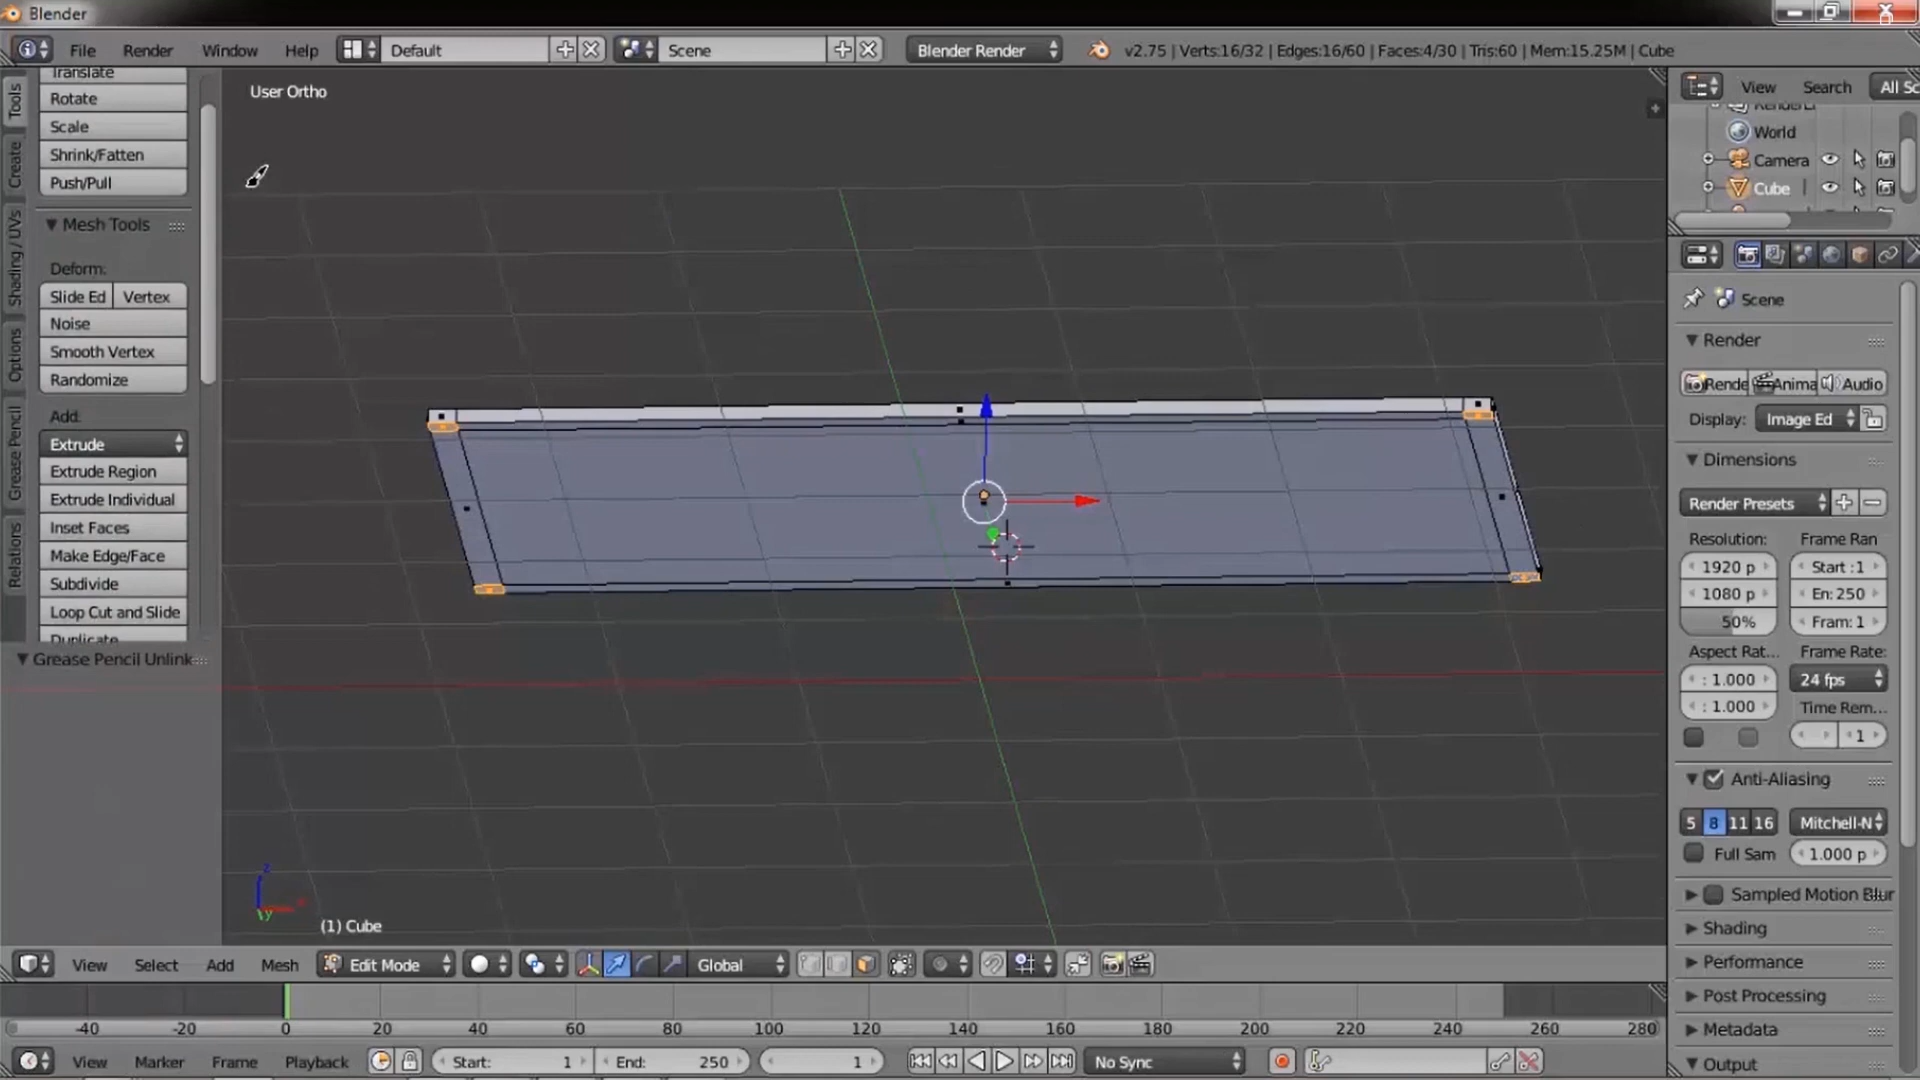 Blender
File Render Window Help Default Scene Blender Render v2.75 | Verts:16/32 | Edges:16/60 | Faces:4/30 | Tris:60 | Mem:15.25M | Cube
User Ortho
Translate
Rotate
Scale
Shrink/Fatten
Push/Pull
Mesh Tools
Deform:
Slide Ed Vertex
Noise
Smooth Vertex
Randomize
Add:
Extrude
Extrude Region
Extrude Individual
Inset Faces
Make Edge/Face
Subdivide
Loop Cut and Slide
Duplicate
Grease Pencil Unlink
Tools
Create
Shading / UVs
Options
Grease Pencil
Relations
View Search All Sc
World
Camera
Cube
Scene
Render
Rende Anima Audio
Display: Image Ed
Dimensions
Render Presets
Resolution: Frame Ran
1920 p Start :1
1080 p En: 250
50% Fram: 1
Aspect Rat... Frame Rate:
: 1.000 24 fps
: 1.000 Time Rem...
1
Anti-Aliasing
5 8 11 16 Mitchell-N
Full Sam 1.000 p
Sampled Motion Blur
Shading
Performance
Post Processing
Metadata
Output
z
x
y
(1) Cube
View Select Add Mesh Edit Mode Global
-40 -20 0 20 40 60 80 100 120 140 160 180 200 220 240 260 280
View Marker Frame Playback Start: 1 End: 250 1 No Sync